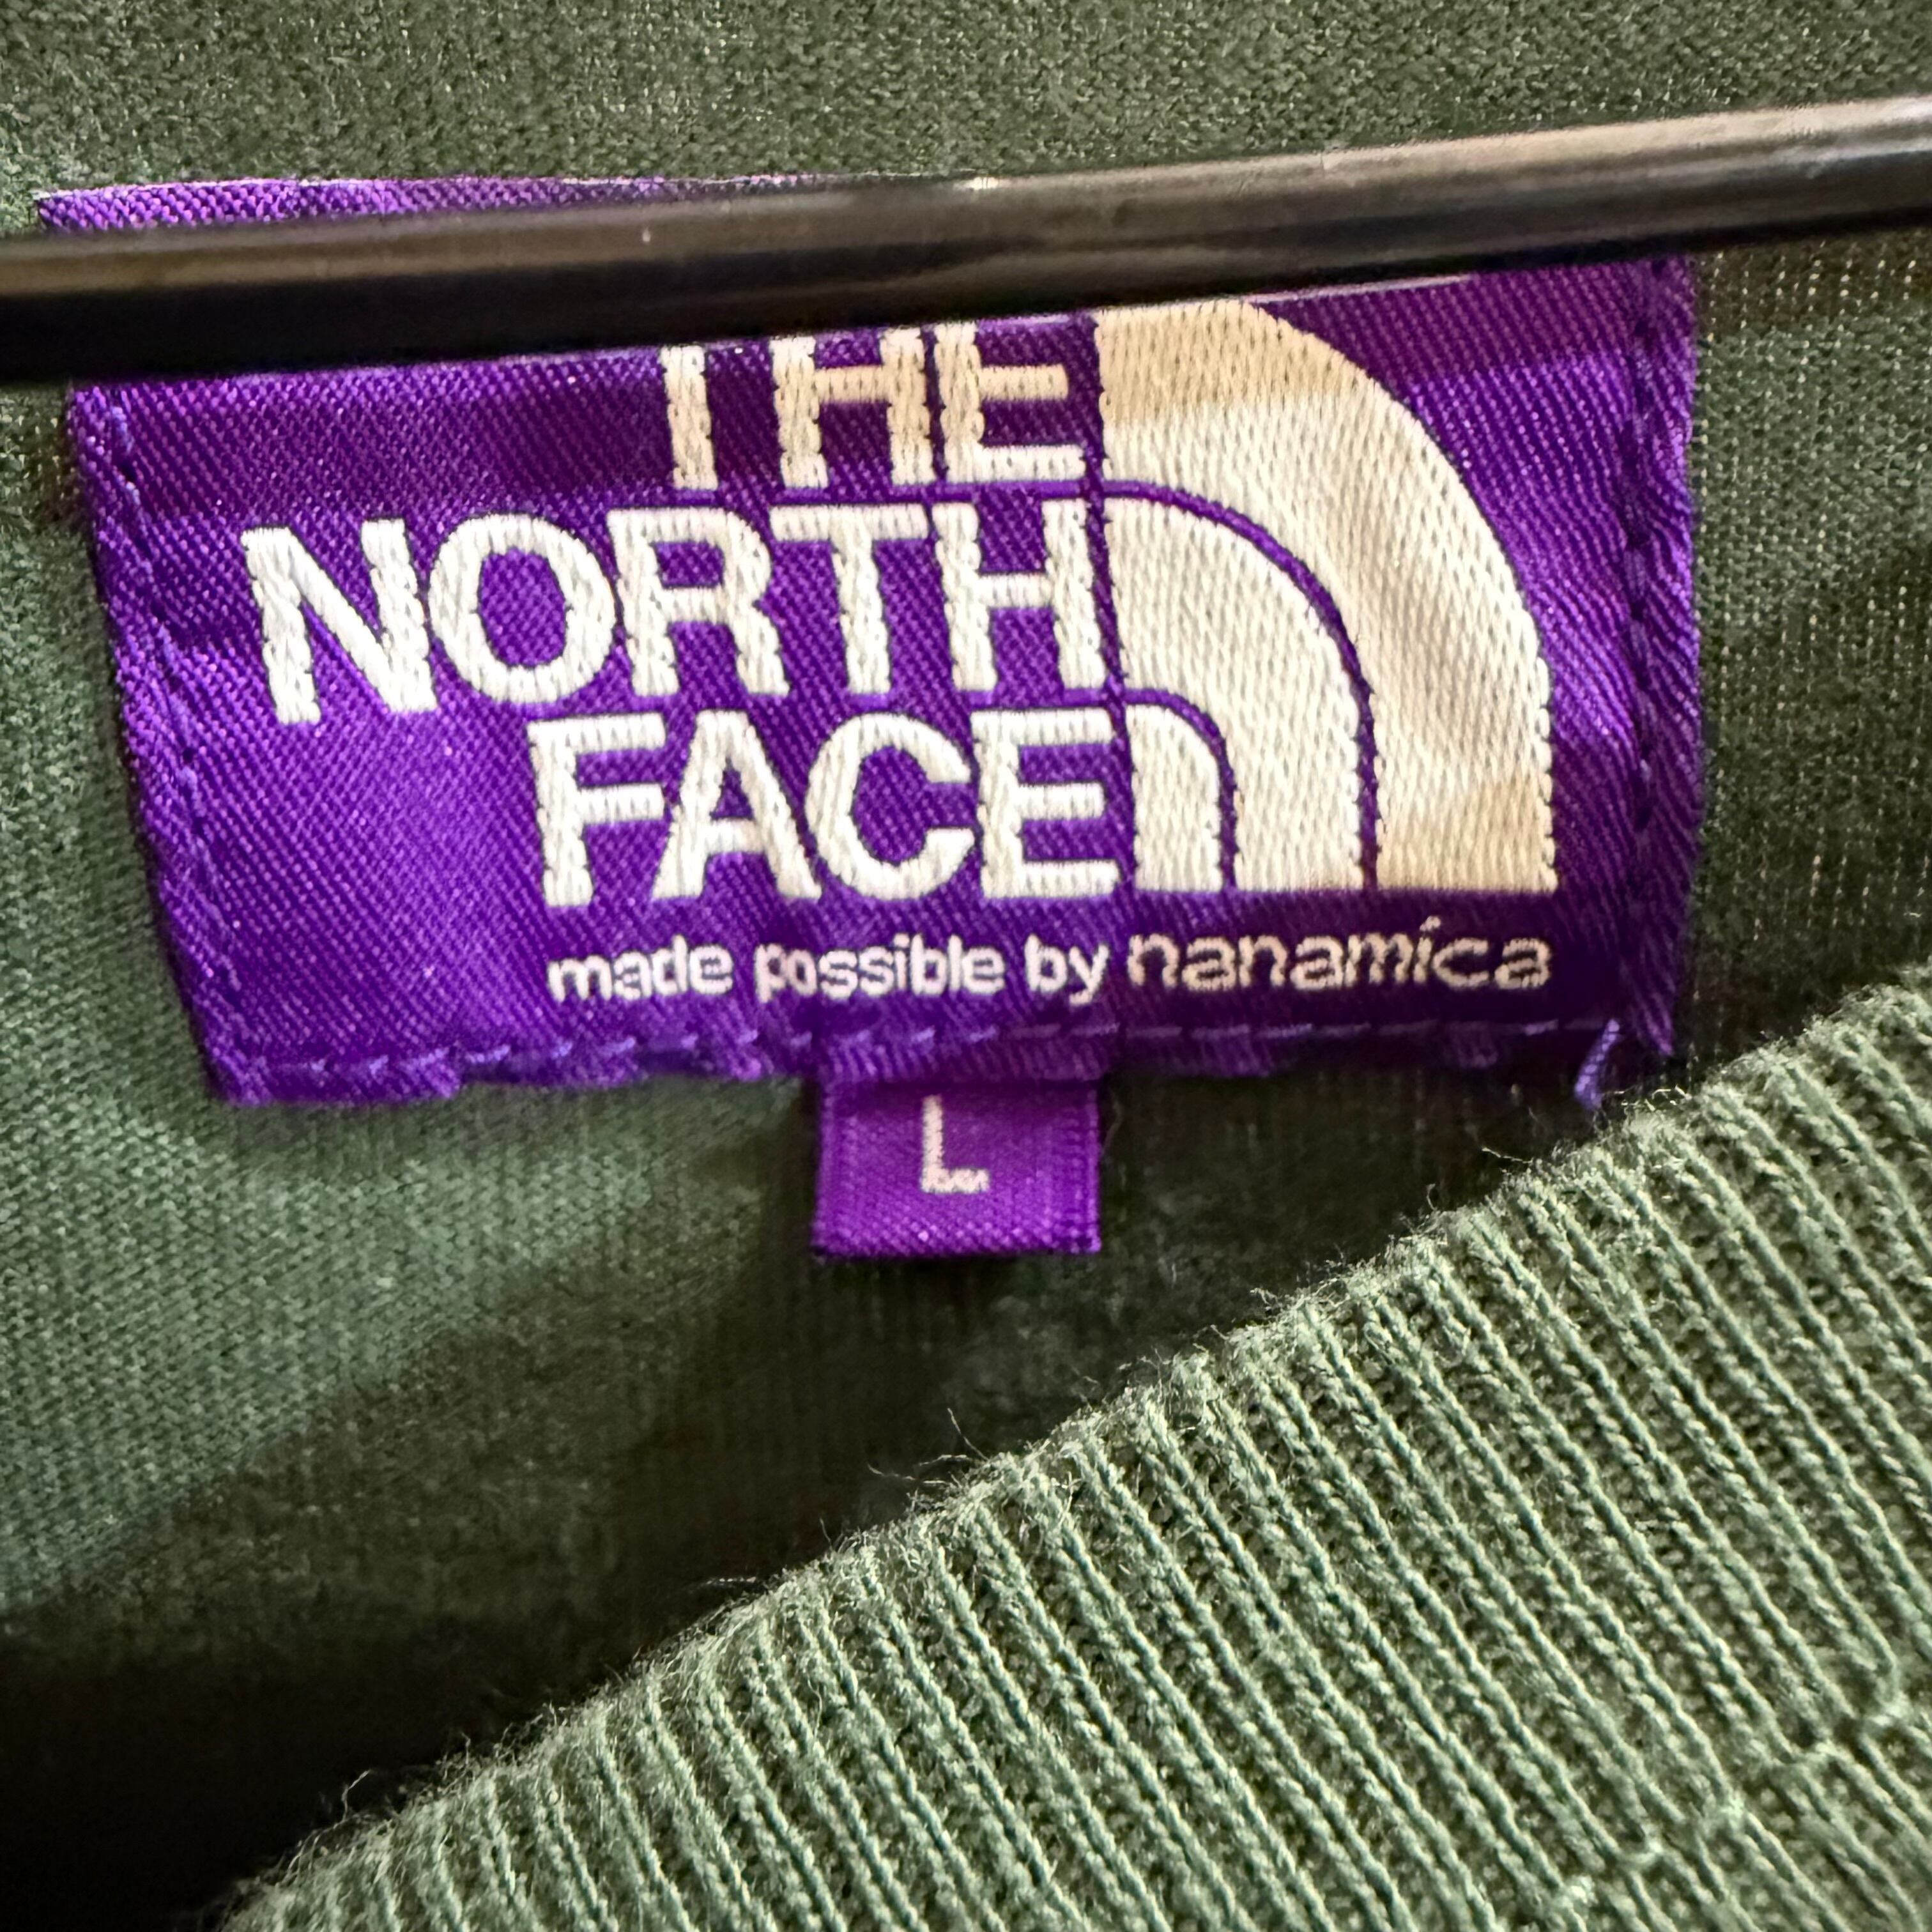 THE
NORTH
FACE
made possible by nanamica
L